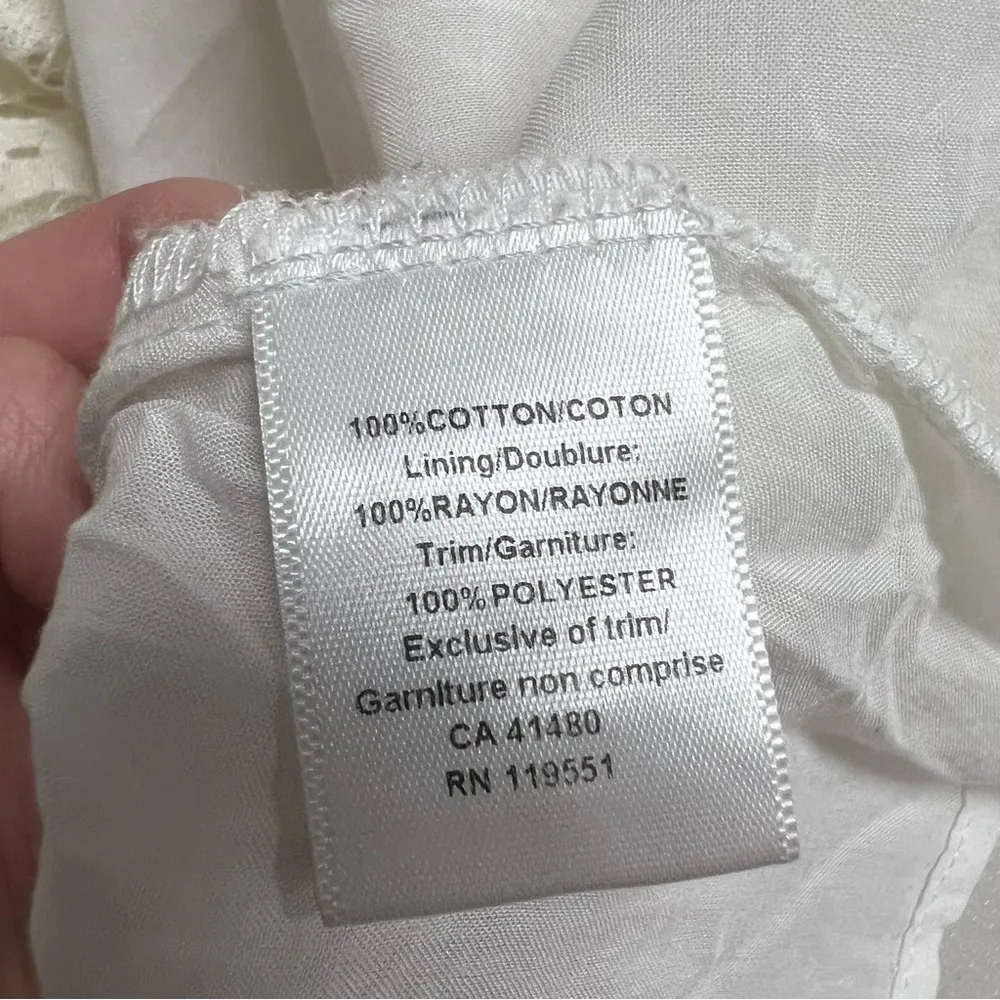 100%COTTON/COTON
Lining/Doublure:
100%RAYON/RAYONNE
Trim/Garniture:
100%POLYESTER
Exclusive of trim/
Garniture non comprise
CA 41480
RN 119551